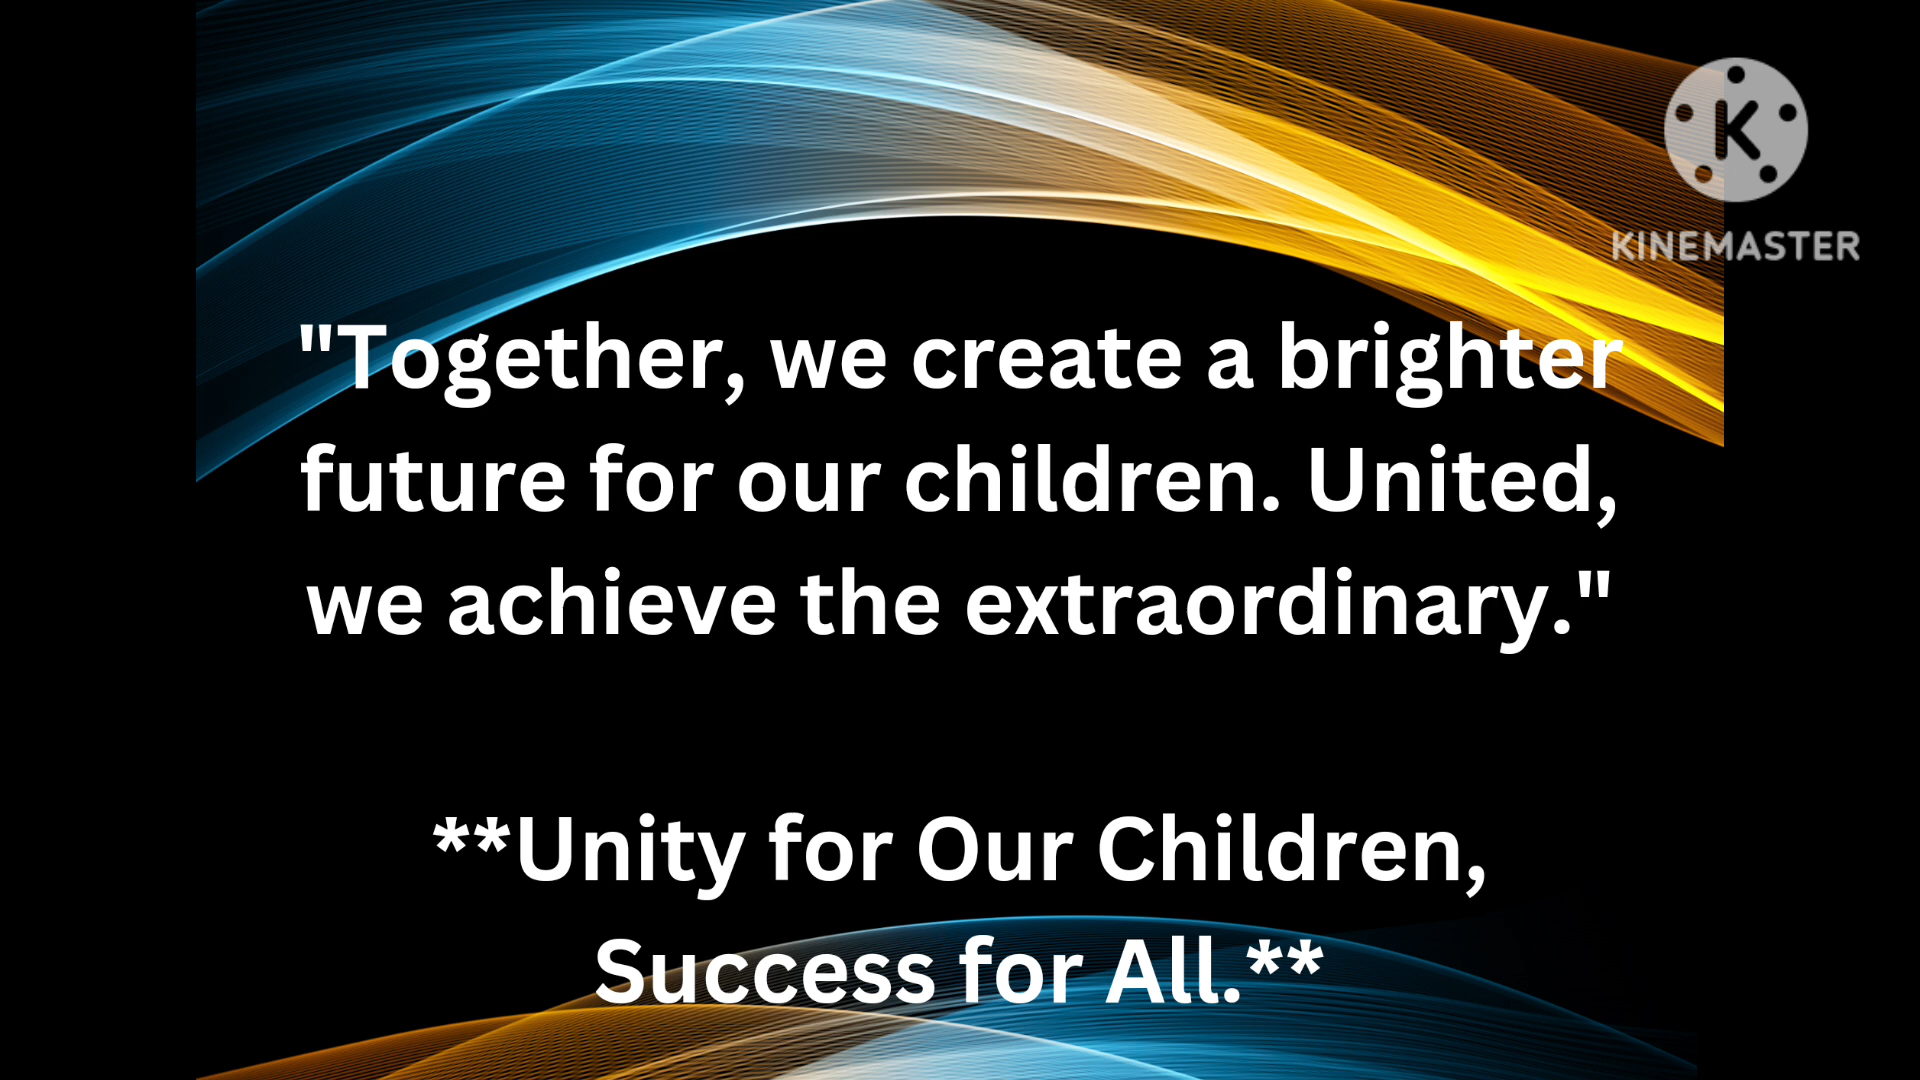 K
KINEMASTER
"Together, we create a brighter
future for our children. United,
we achieve the extraordinary."
**Unity for Our Children,
Success for All.**